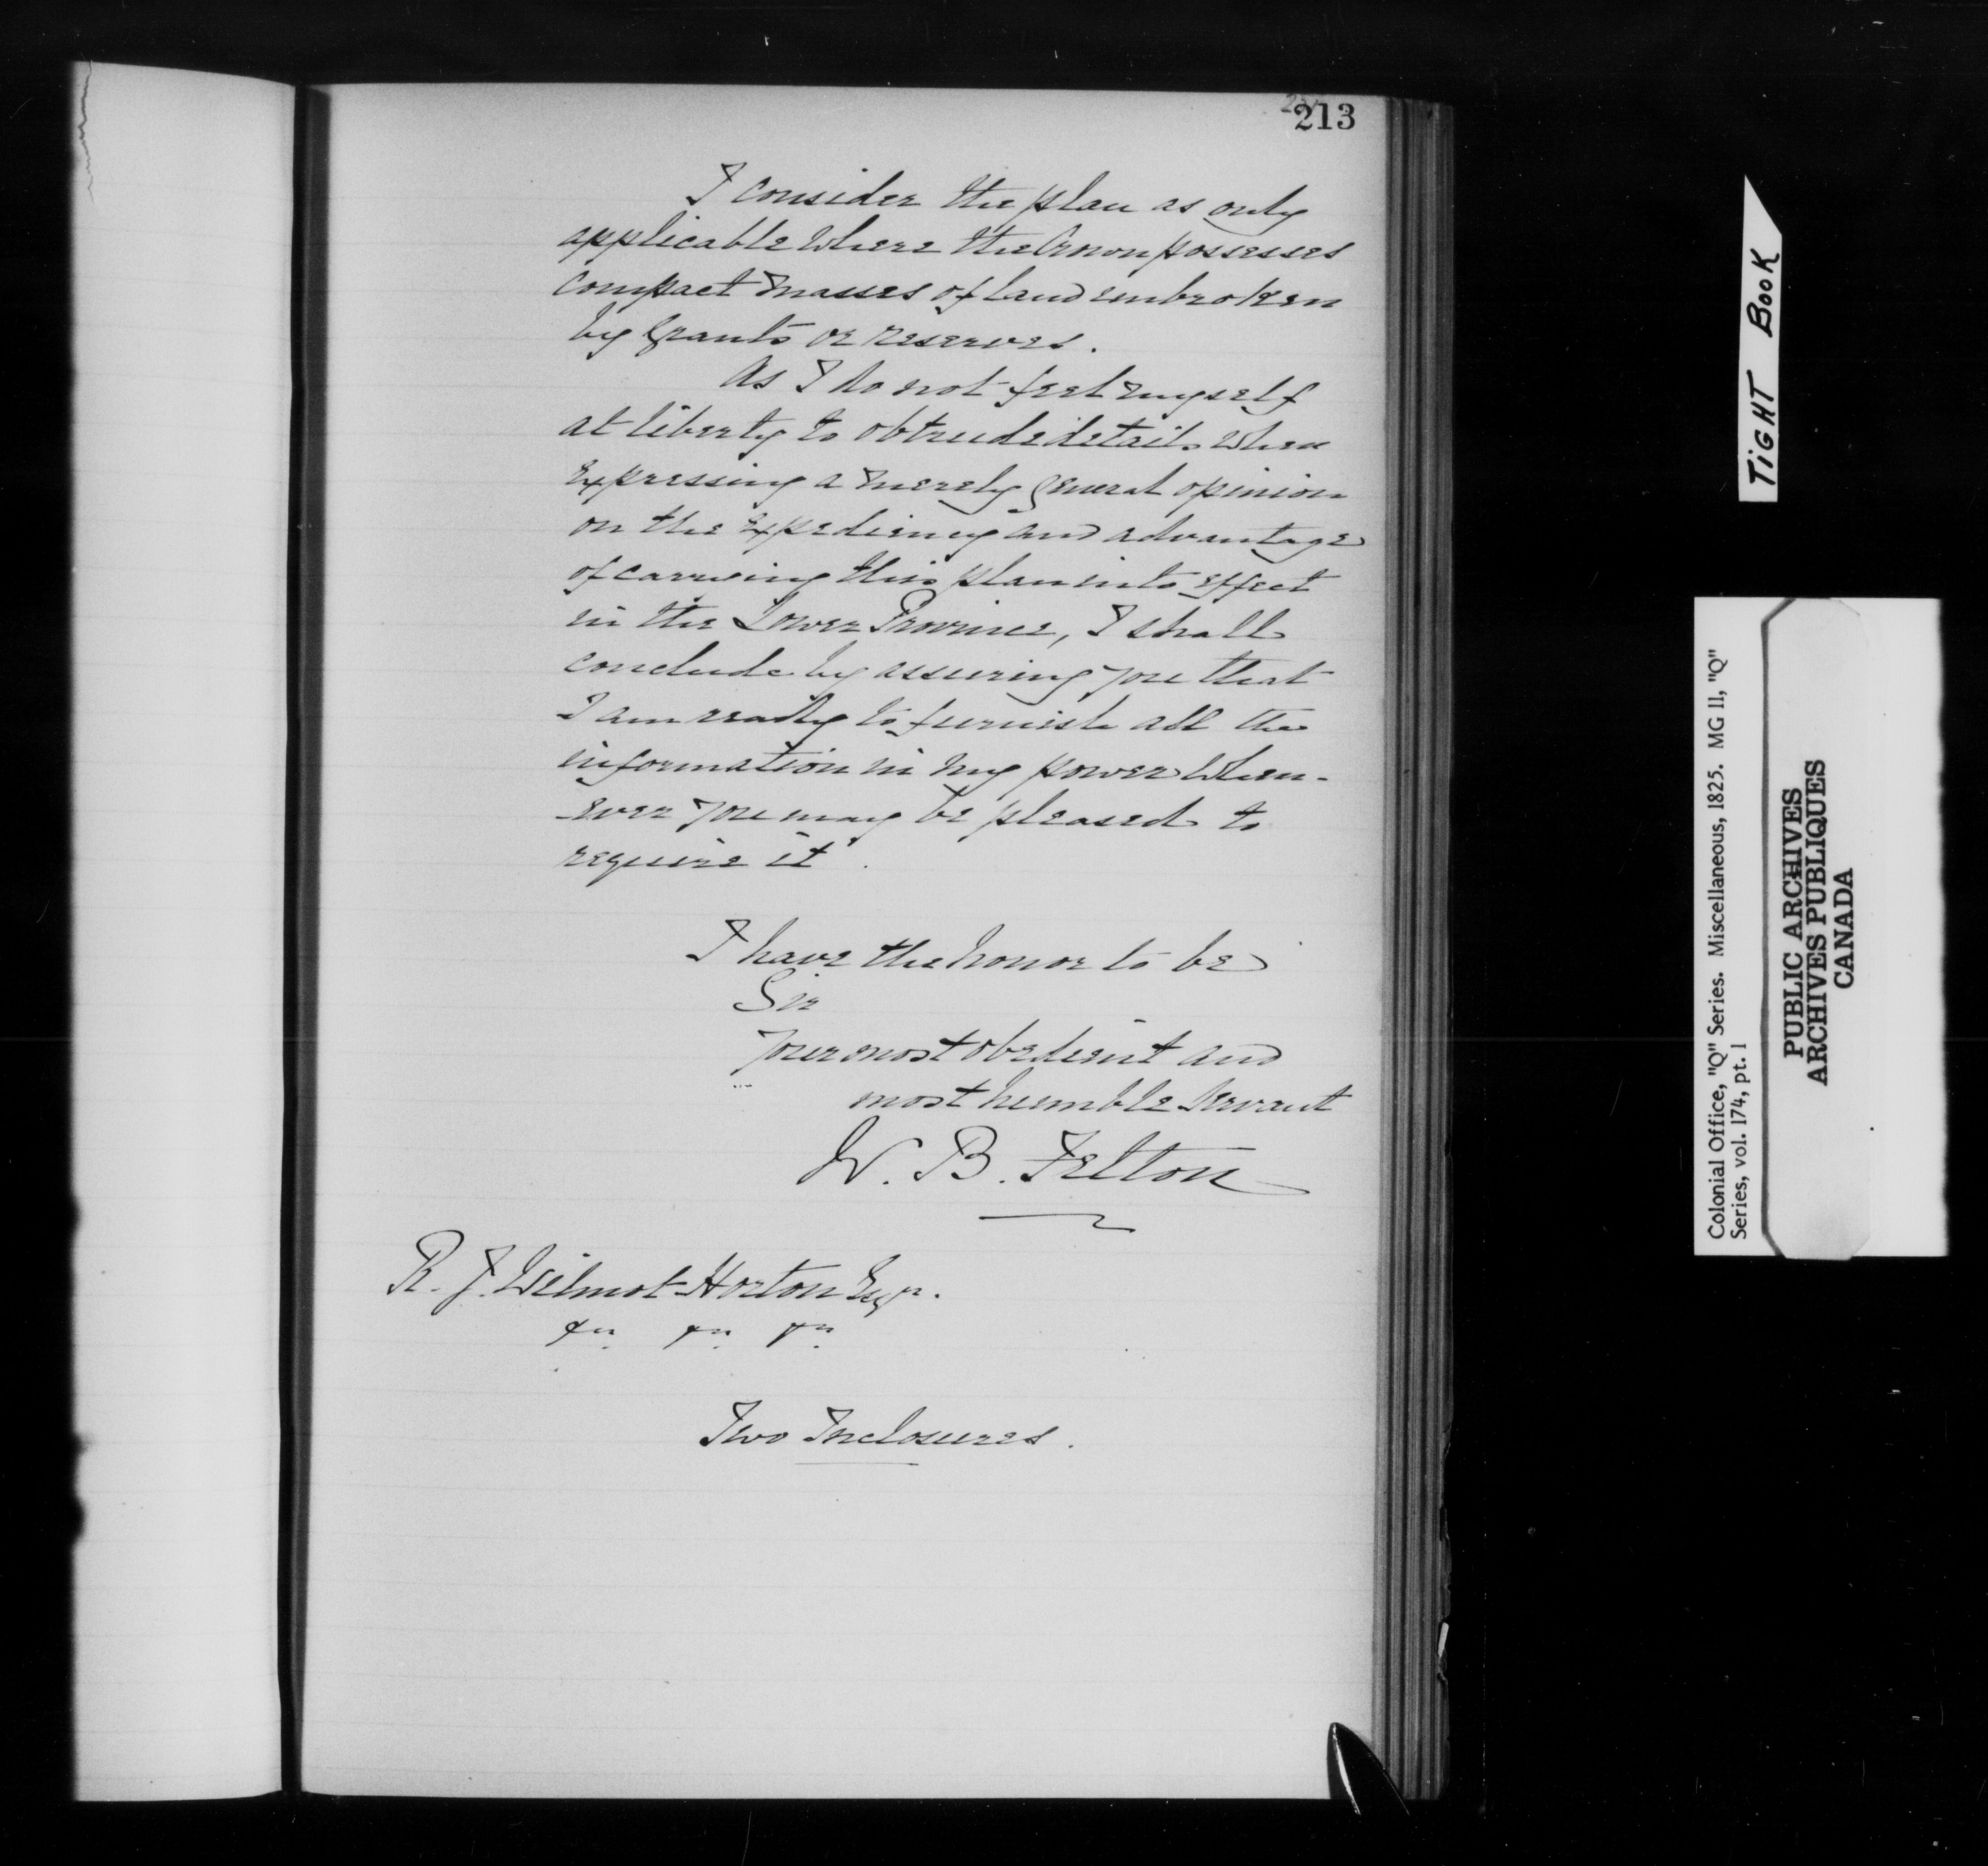 213
I consider the plan as only
applicable where the Crown possesses
compact masses of land unbroken
by grants or reserves.
As I do not feel myself
at liberty to obtrude details when
expressing a merely general opinion
on the expediency and advantage
of carrying this plan into effect
in the Lower Province, I shall
conclude by assuring you that
I am ready to furnish all the
information in my power when-
ever you may be pleased to
require it.
I have the honor to be
Sir
your most obedient and
most humble Servant
W. B. Felton
R. J. Wilmot Horton Esqr.
&c. &c. &c.
Two Inclosures.
TiGHT BooK
Colonial Office, "Q" Series. Miscellaneous, 1825. MG 11, "Q"
Series, vol. 174, pt. 1
PUBLIC ARCHIVES
ARCHIVES PUBLIQUES
CANADA